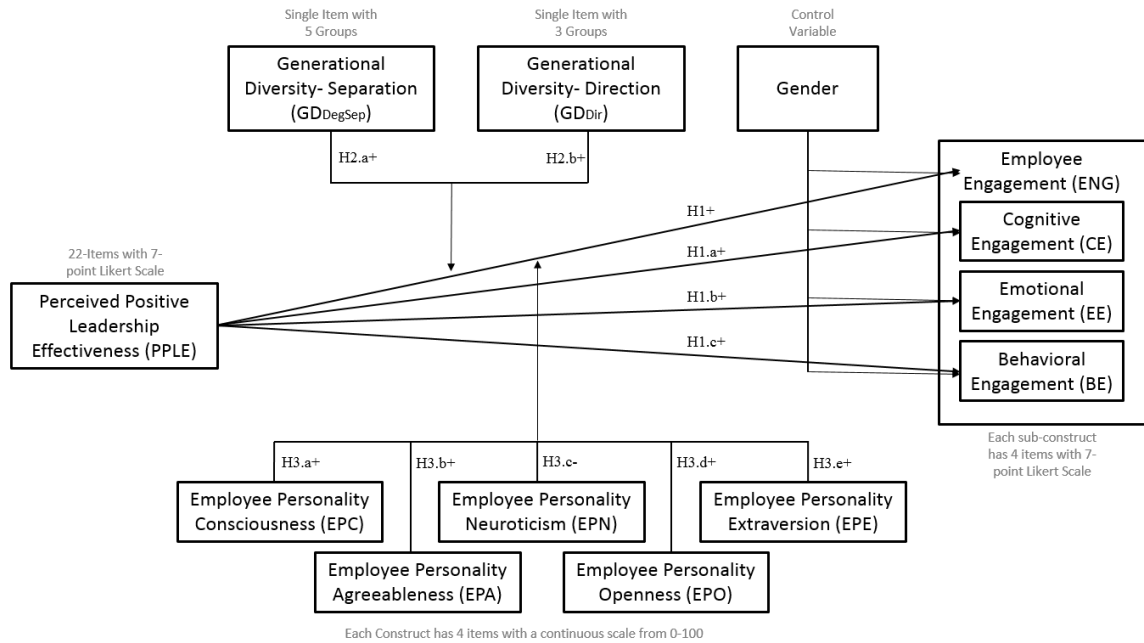 Single Item with
5 Groups
Single Item with
3 Groups
Control
Variable
Generational
Diversity- Separation
(GDDegSep)
Generational
Diversity- Direction
(GDDir)
Gender
H2.a+
H2.b+
Employee
Engagement (ENG)
H1+
Cognitive
Engagement (CE)
H1.a+
22-Items with 7-
point Likert Scale
Perceived Positive
Leadership
Effectiveness (PPLE)
H1.b+
Emotional
Engagement (EE)
H1.c+
Behavioral
Engagement (BE)
Each sub-construct
has 4 items with 7-
point Likert Scale
H3.a+
H3.b+
H3.c-
H3.d+
H3.e+
Employee Personality
Consciousness (EPC)
Employee Personality
Neuroticism (EPN)
Employee Personality
Extraversion (EPE)
Employee Personality
Agreeableness (EPA)
Employee Personality
Openness (EPO)
Each Construct has 4 items with a continuous scale from 0-100